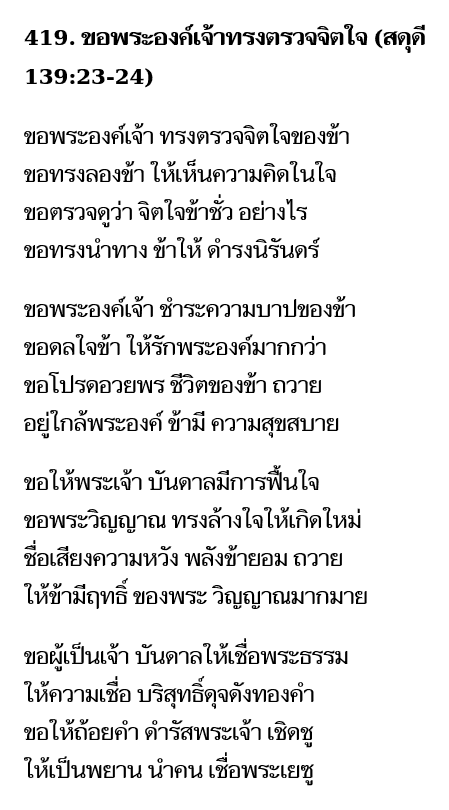 419. ขอพระองค์เจ้าทรงตรวจจิตใจ (สดุดี
139:23-24)
ขอพระองค์เจ้า ทรงตรวจจิตใจของข้า
ขอทรงลองข้า ให้เห็นความคิดในใจ
ขอตรวจดูว่า จิตใจข้าชั่ว อย่างไร
ขอทรงนำทาง ข้าให้ ดำรงนิรันดร์
ขอพระองค์เจ้า ชำระความบาปของข้า
ขอดลใจข้า ให้รักพระองค์มากกว่า
ขอโปรดอวยพร ชีวิตของข้า ถวาย
อยู่ใกล้พระองค์ ข้ามี ความสุขสบาย
ขอให้พระเจ้า บันดาลมีการฟื้นใจ
ขอพระวิญญาณ ทรงล้างใจให้เกิดใหม่
ชื่อเสียงความหวัง พลังข้ายอม ถวาย
ให้ข้ามีฤทธิ์ ของพระ วิญญาณมากมาย
ขอผู้เป็นเจ้า บันดาลให้เชื่อพระธรรม
ให้ความเชื่อ บริสุทธิ์ดุจดังทองคำ
ขอให้ถ้อยคำ ดำรัสพระเจ้า เชิดชู
ให้เป็นพยาน นำคน เชื่อพระเยซู